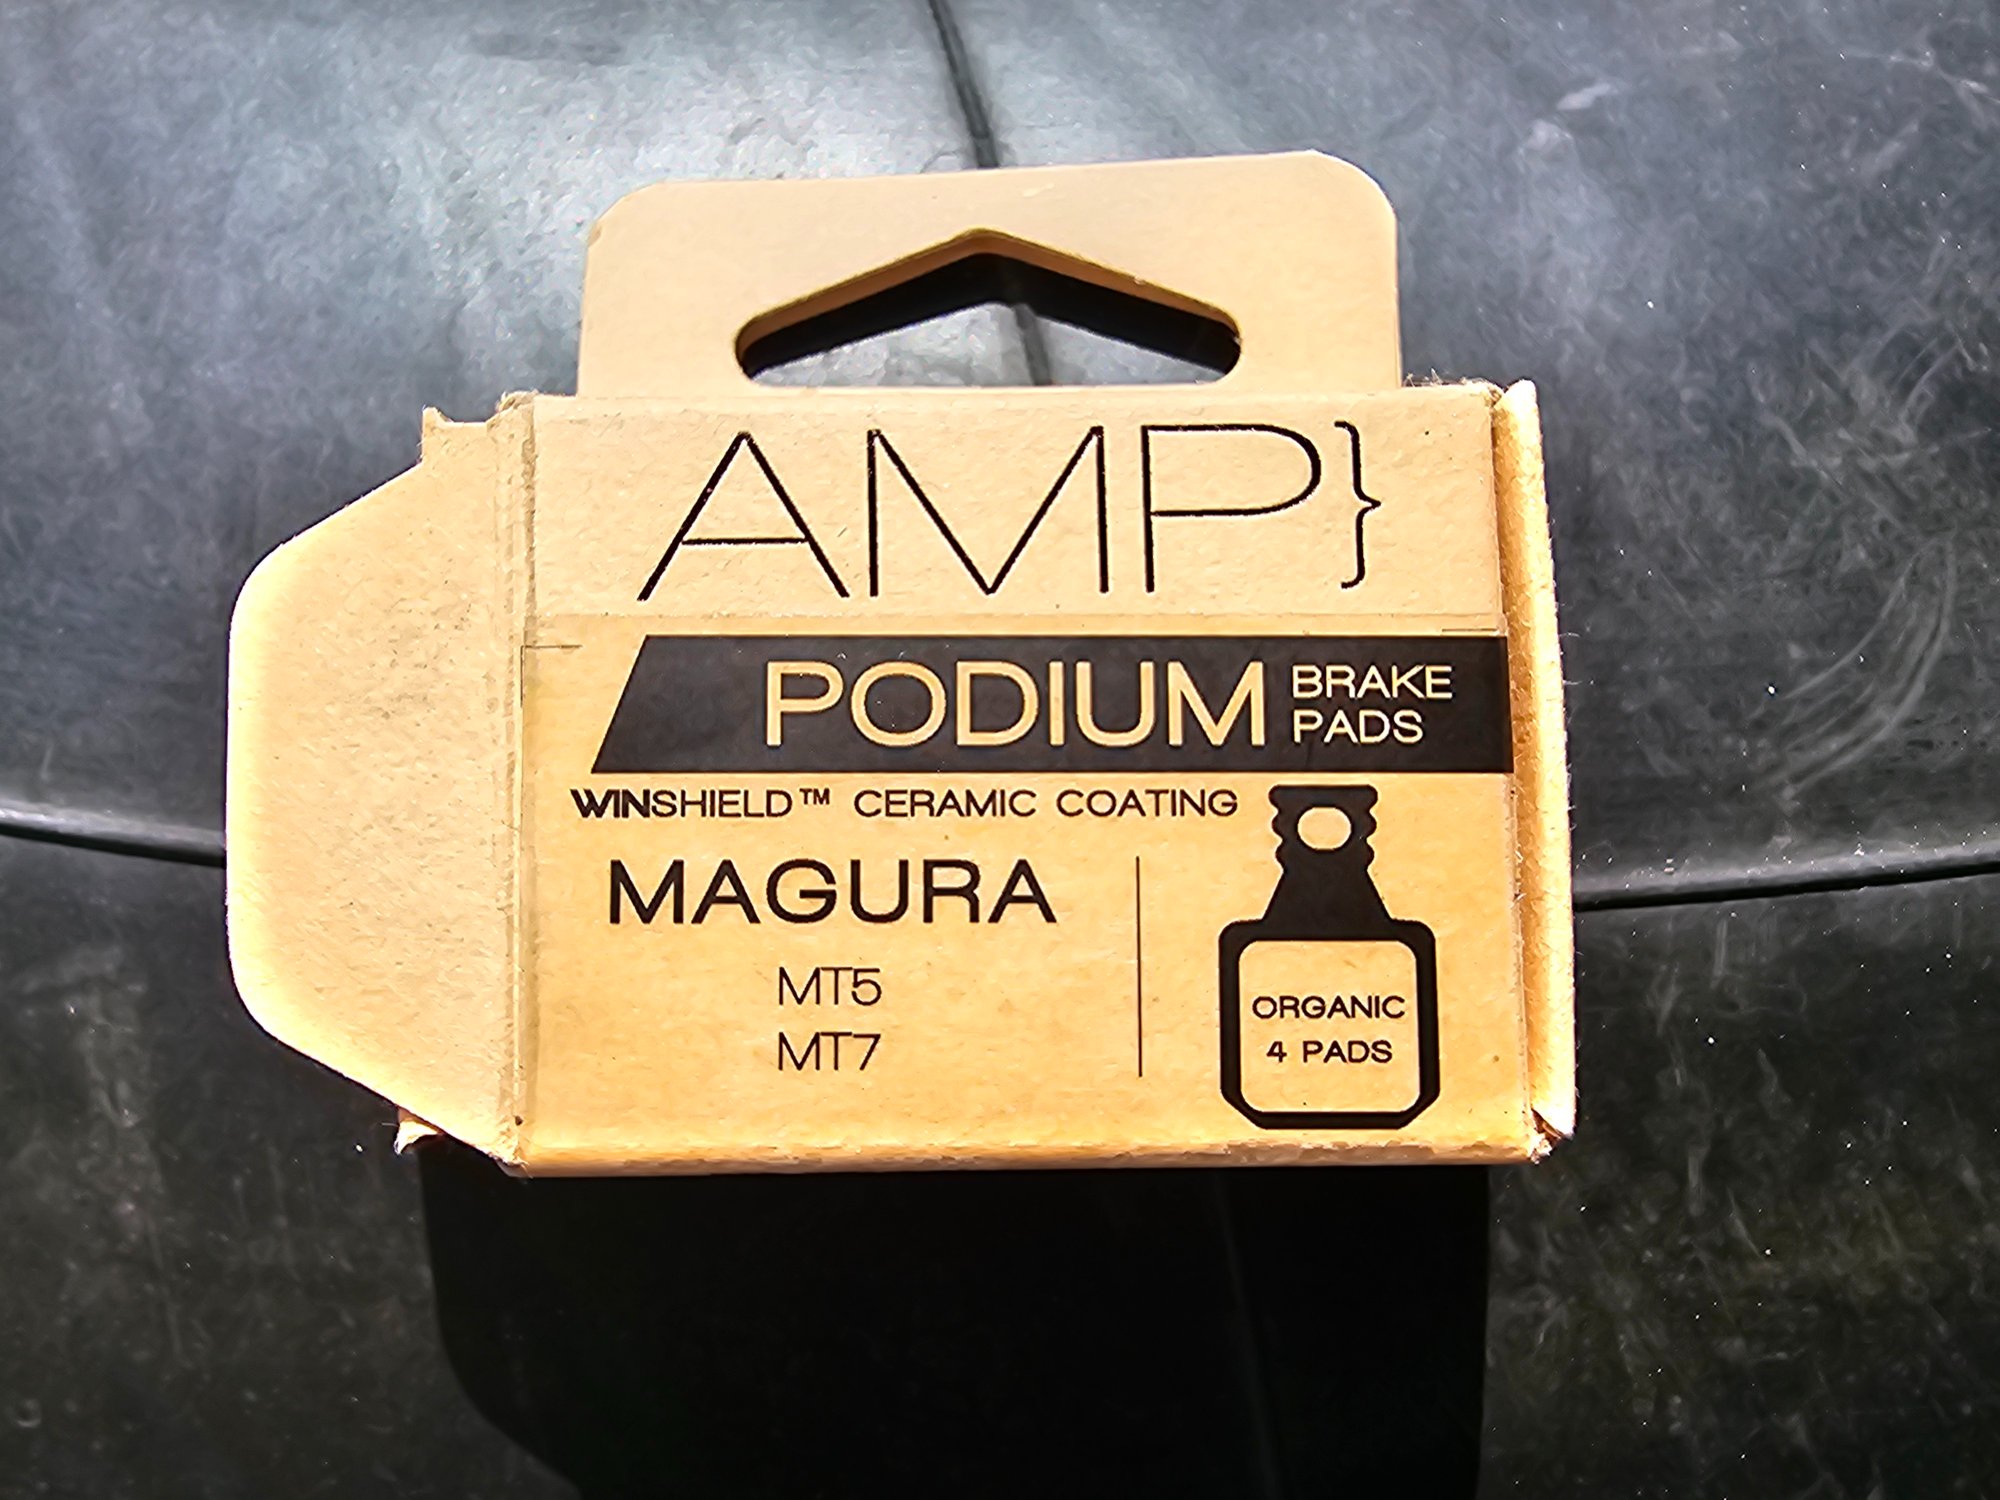 AMP}
PODIUM BRAKE
PADS
WINSHIELD™ CERAMIC COATING
MAGURA
MT5
MT7
ORGANIC
4 PADS